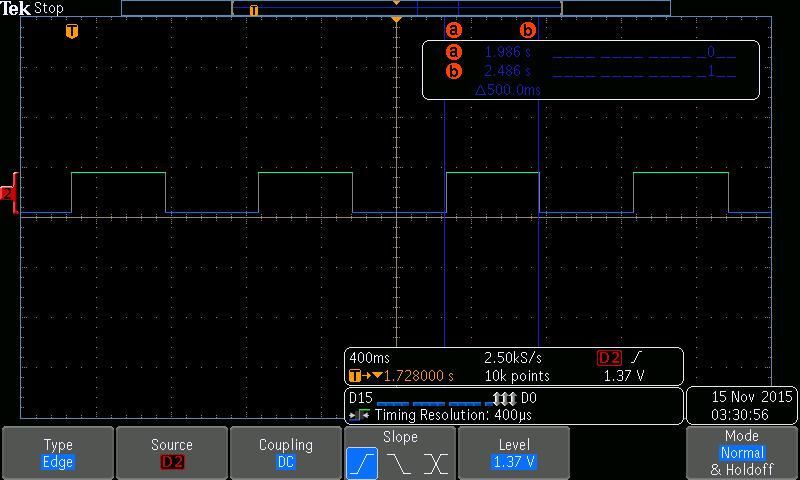 Tek Stop
T
T
a b
a 1.986 s _ ____ ____ ____ _0__
b 2.486 s _ ____ ____ ____ _1__
△500.0ms
2
400ms 2.50kS/s D2
T→▼1.728000 s 10k points 1.37 V
D15 D0
Timing Resolution: 400µs
15 Nov 2015
03:30:56
Type
Edge
Source
D2
Coupling
DC
Slope
Level
1.37 V
Mode
Normal
& Holdoff